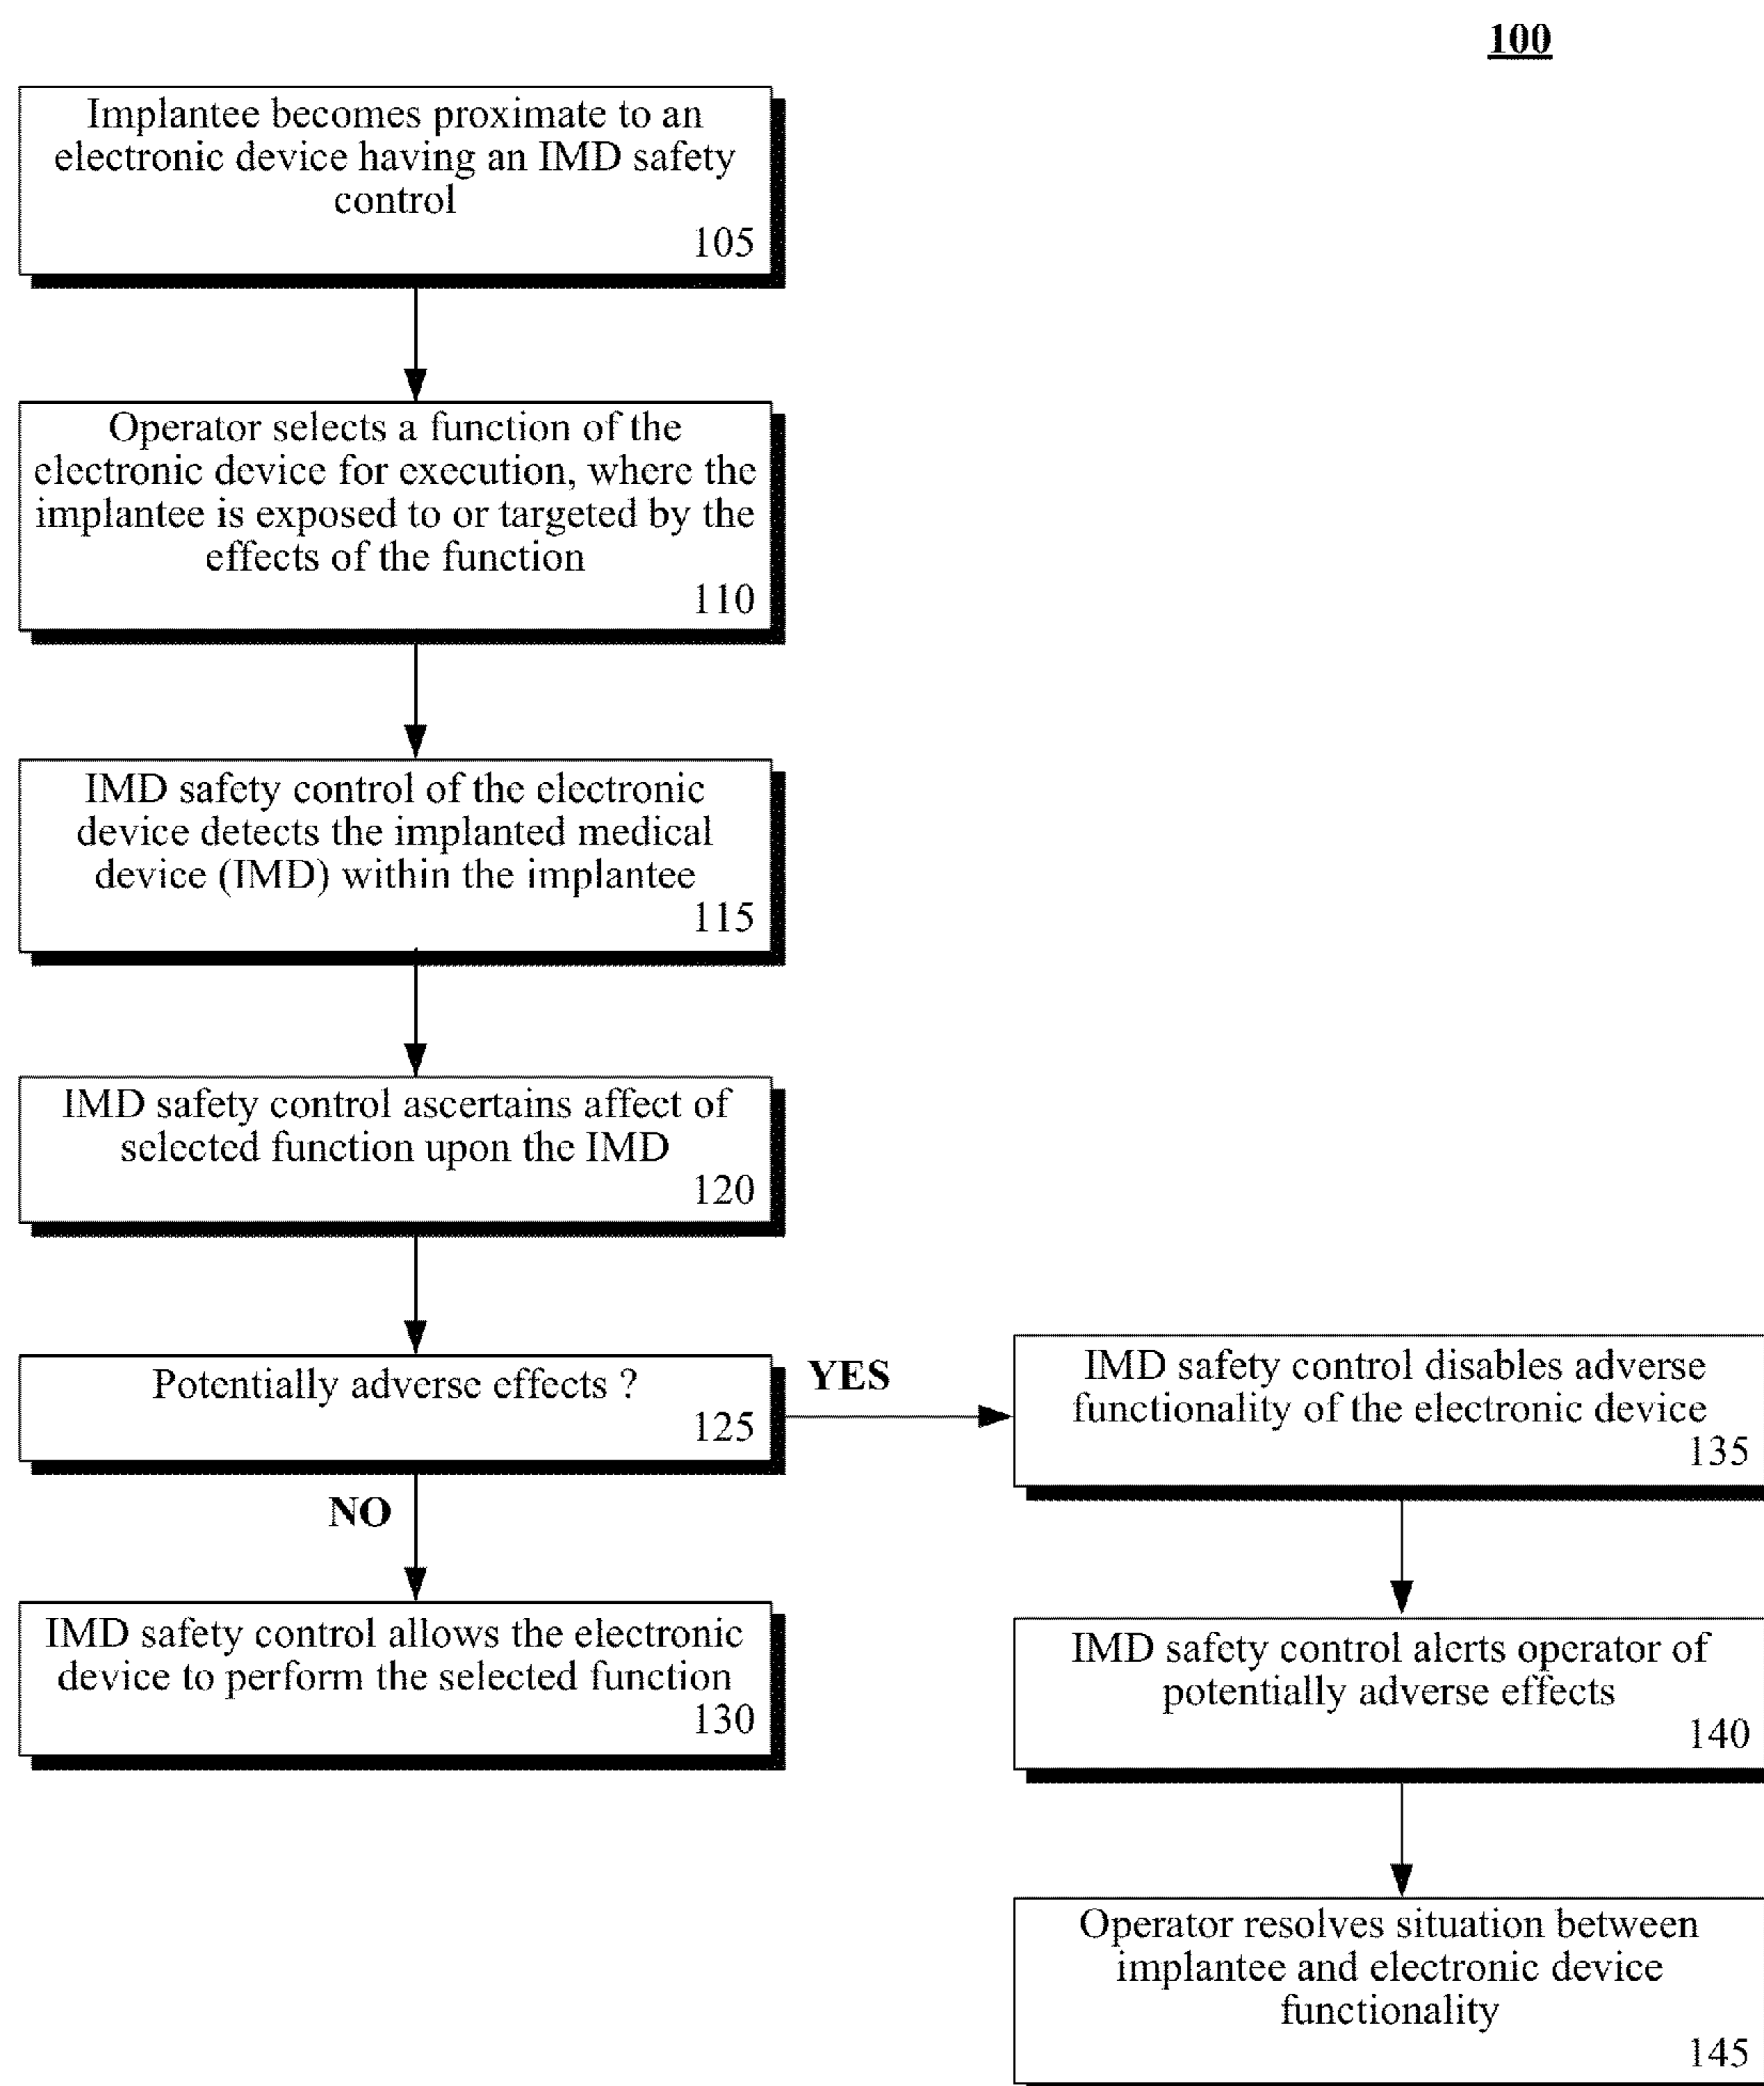 100
Implantee becomes proximate to an
electronic device having an IMD safety
control
105
Operator selects a function of the
electronic device for execution, where the
implantee is exposed to or targeted by the
effects of the function
110
IMD safety control of the electronic
device detects the implanted medical
device (IMD) within the implantee
115
IMD safety control ascertains affect of
selected function upon the IMD
120
Potentially adverse effects ?
125
YES
NO
IMD safety control allows the electronic
device to perform the selected function
130
IMD safety control disables adverse
functionality of the electronic device
135
IMD safety control alerts operator of
potentially adverse effects
140
Operator resolves situation between
implantee and electronic device
functionality
145